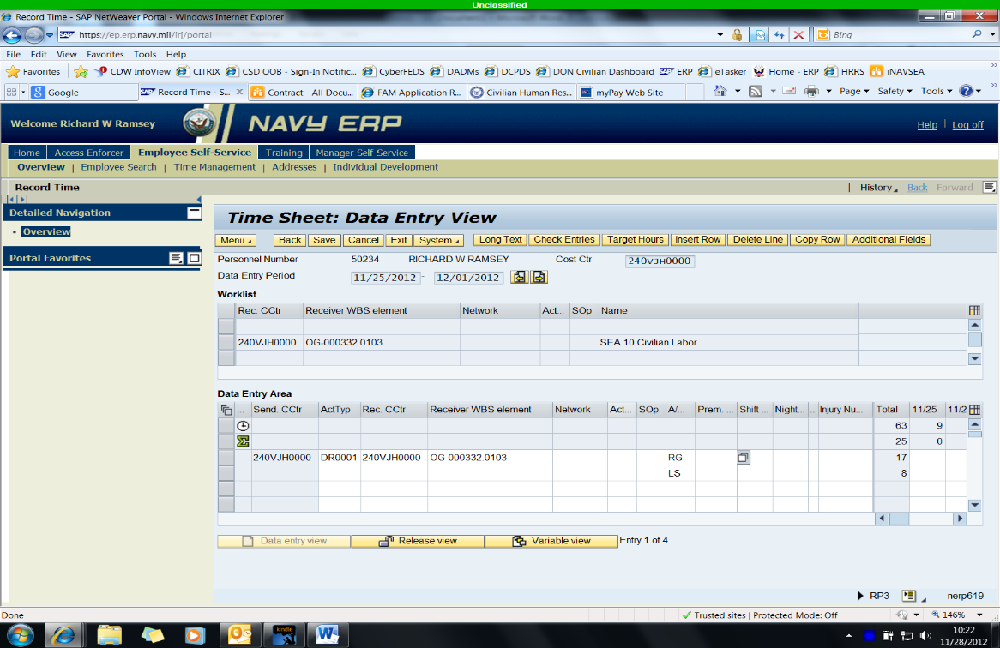 Unclassified
Record Time - SAP NetWeaver Portal - Windows Internet Explorer
https://ep.erp.navy.mil/irj/portal
Bing
File Edit View Favorites Tools Help
Favorites CDW InfoView CITRIX CSD OOB - Sign-In Notific... CyberFEDS DADMs DCPDS DON Civilian Dashboard ERP eTasker Home - ERP HRRS iNAVSEA
Google Record Time - S... Contract - All Docu... FAM Application R... Civilian Human Res... myPay Web Site Page Safety Tools
Welcome Richard W Ramsey NAVY ERP Help Log off
Home Access Enforcer Employee Self-Service Training Manager Self-Service
Overview | Employee Search | Time Management | Addresses | Individual Development
Record Time | History Back Forward
Detailed Navigation
Overview
Portal Favorites
Time Sheet: Data Entry View
Menu Back Save Cancel Exit System Long Text Check Entries Target Hours Insert Row Delete Line Copy Row Additional Fields
Personnel Number 50234 RICHARD W RAMSEY Cost Ctr 240VJH0000
Data Entry Period 11/25/2012 - 12/01/2012
Worklist
Rec. CCtr Receiver WBS element Network Act... SOp Name
240VJH0000 OG-000332.0103 SEA 10 Civilian Labor
Data Entry Area
... Send. CCtr ActTyp Rec. CCtr Receiver WBS element Network Act... SOp A/... Prem. ... Shift ... Night... .. Injury Nu... Total 11/25 11/2
63 9
25 0
240VJH0000 DR0001 240VJH0000 OG-000332.0103 RG 17
LS 8
Data entry view Release view Variable view Entry 1 of 4
RP3 nerp619
Done Trusted sites | Protected Mode: Off 146%
kindle
10:22
11/28/2012